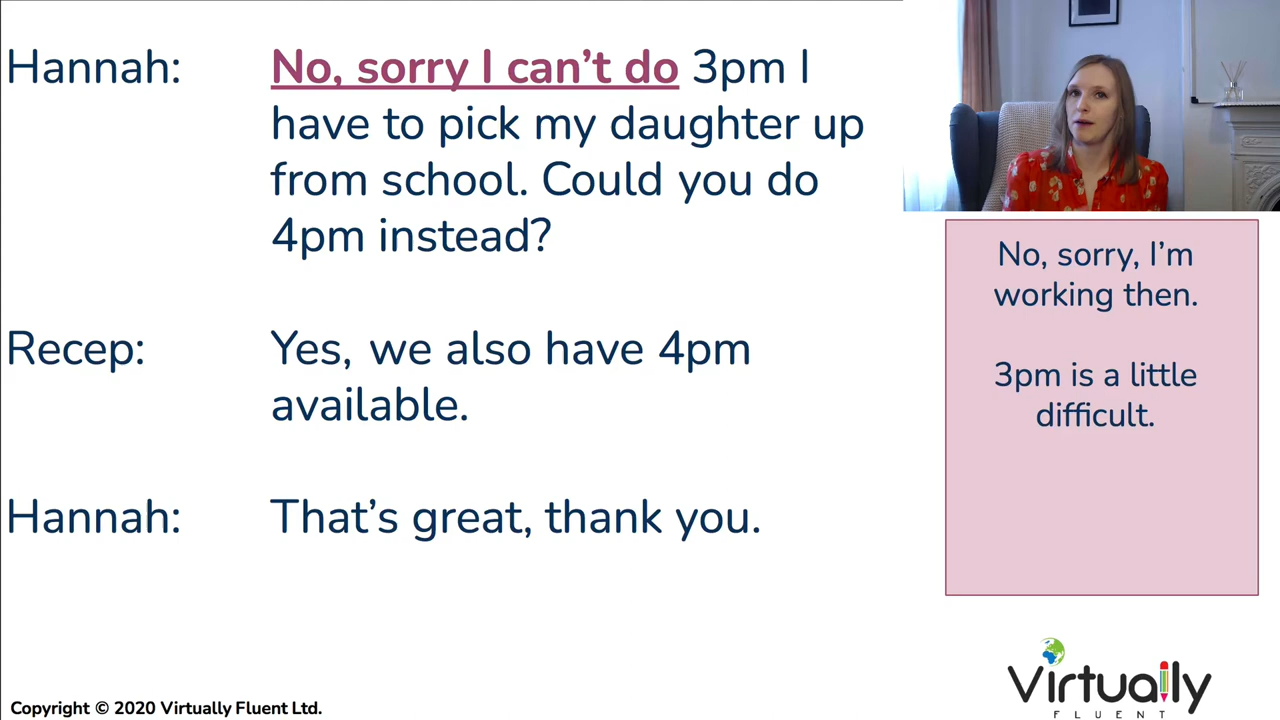 Hannah: No, sorry I can’t do 3pm I
have to pick my daughter up
from school. Could you do
4pm instead?
Recep: Yes, we also have 4pm
available.
Hannah: That’s great, thank you.
No, sorry, I’m
working then.
3pm is a little
difficult.
Virtually
FLUENT
Copyright © 2020 Virtually Fluent Ltd.